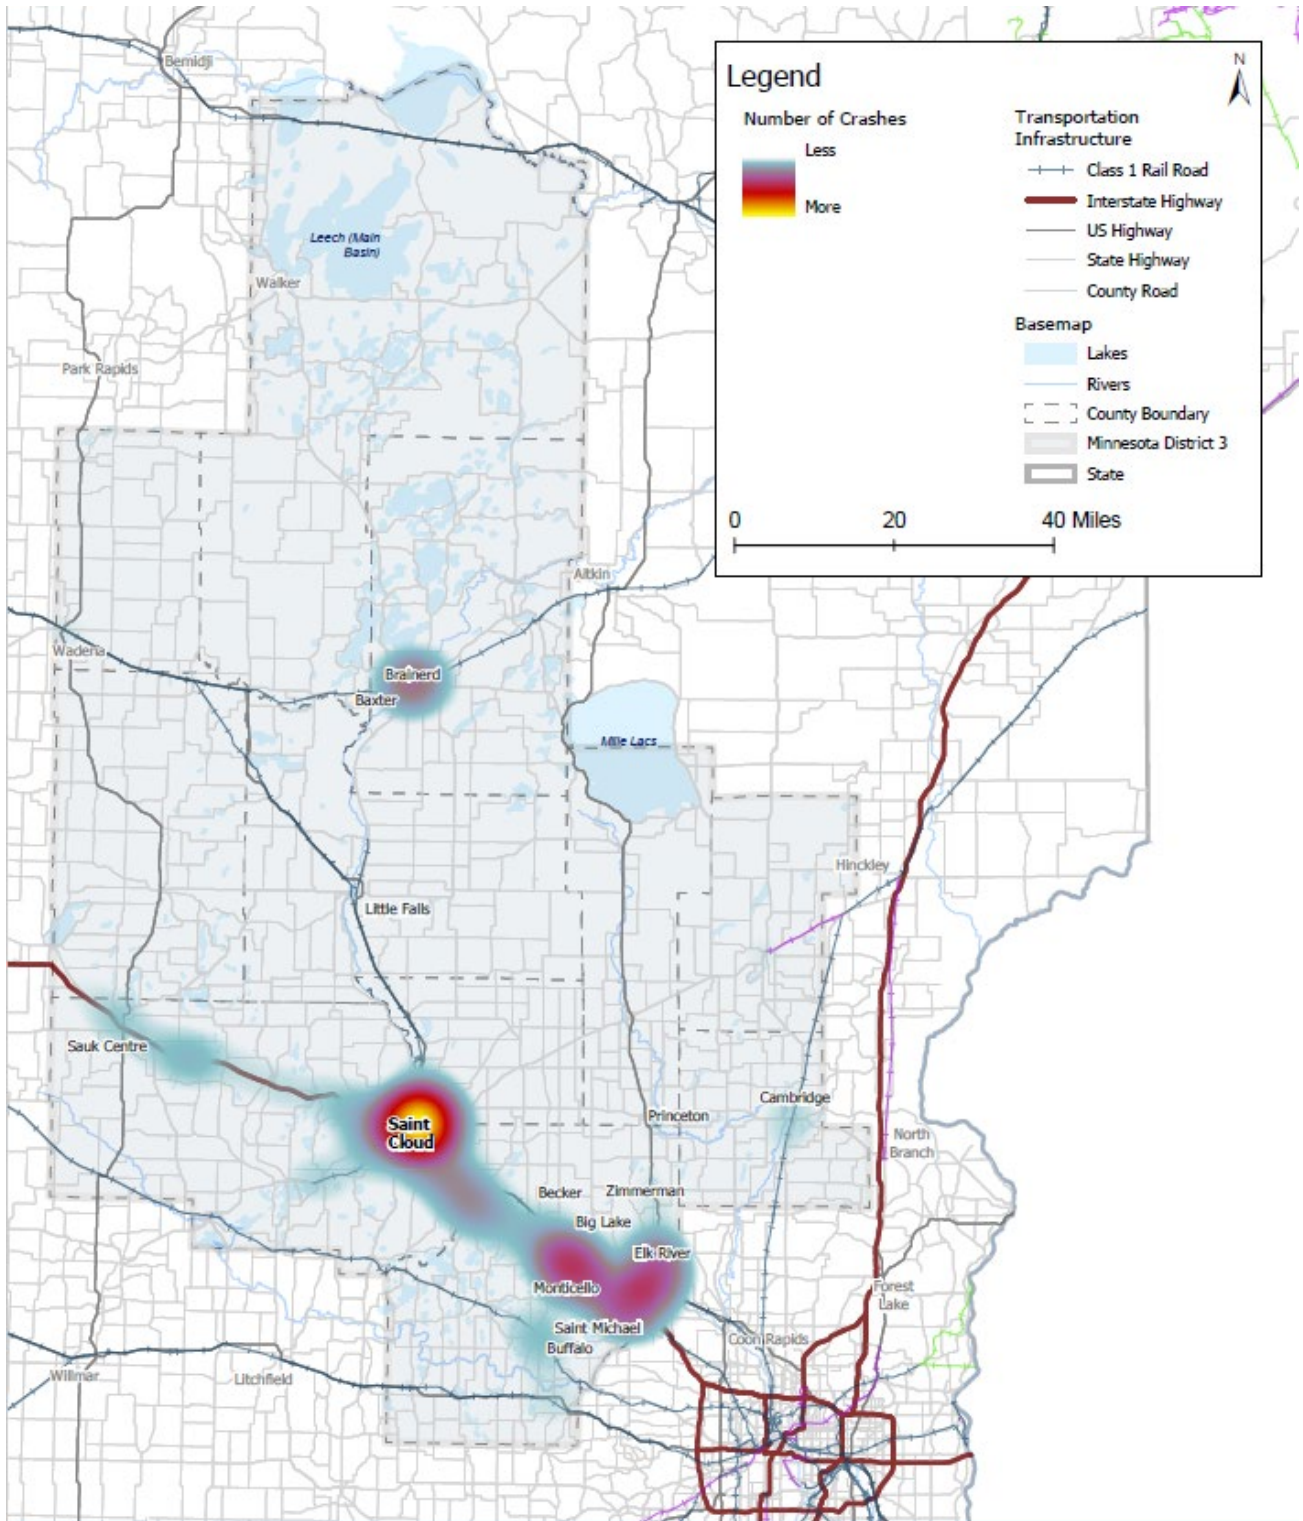 Bemidji
Legend
N
Number of Crashes
Less
More
Transportation
Infrastructure
Class 1 Rail Road
Interstate Highway
US Highway
State Highway
County Road
Basemap
Lakes
Rivers
County Boundary
Minnesota District 3
State
0 20 40 Miles
Leech (Main
Basin)
Walker
Park Rapids
Aitkin
Wadena
Brainerd
Baxter
Mille Lacs
Hinckley
Little Falls
Sauk Centre
Cambridge
Princeton
Saint
Cloud
North
Branch
Becker
Zimmerman
Big Lake
Elk River
Monticello
Forest
Lake
Saint Michael
Coon Rapids
Buffalo
Willmar
Litchfield